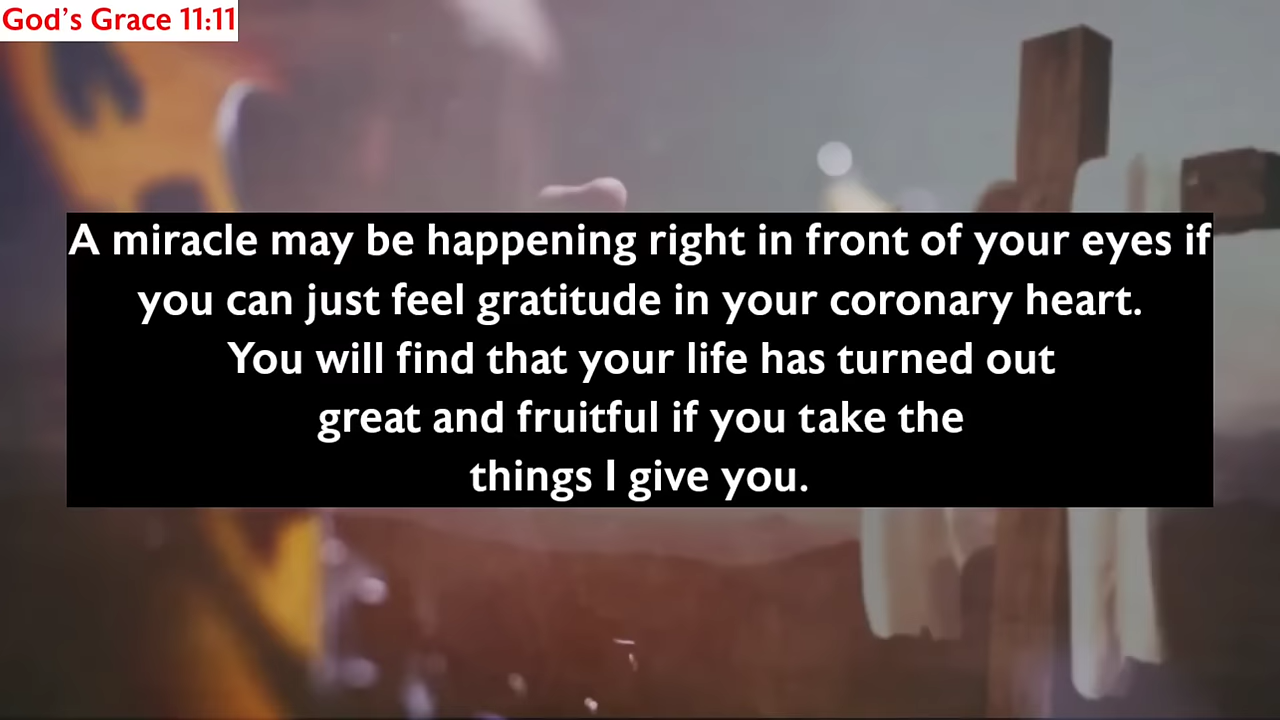 God's Grace 11:11
A miracle may be happening right in front of your eyes if
you can just feel gratitude in your coronary heart.
You will find that your life has turned out
great and fruitful if you take the
things I give you.